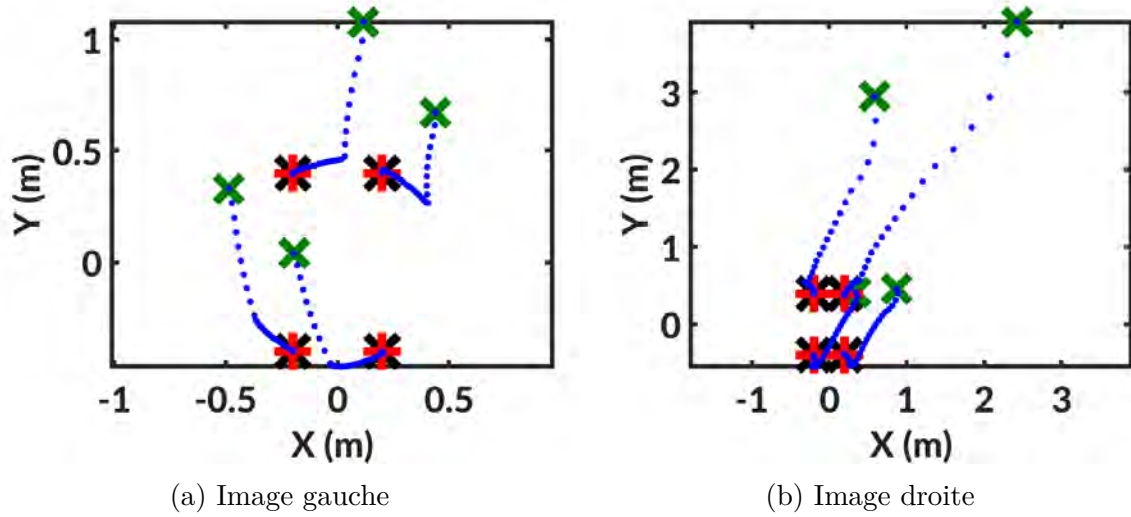 1
0.5
0
Y (m)
-1 -0.5 0 0.5
X (m)
(a) Image gauche
3
2
1
0
Y (m)
-1 0 1 2 3
X (m)
(b) Image droite